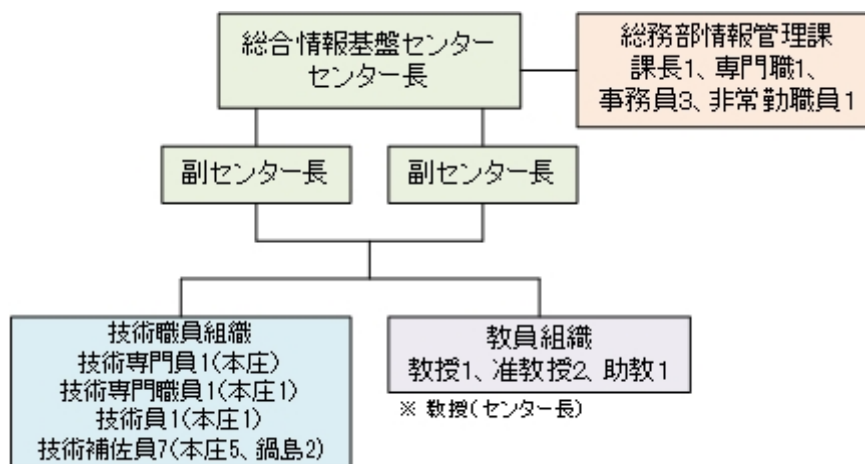 総合情報基盤センター
センター長
総務部情報管理課
課長1、専門職1、
事務員3、非常勤職員1
副センター長
副センター長
技術職員組織
技術専門員1(本庄)
技術専門職員1(本庄1)
技術員1(本庄1)
技術補佐員7(本庄5、鍋島2)
教員組織
教授1、准教授2、助教1
※ 教授(センター長)